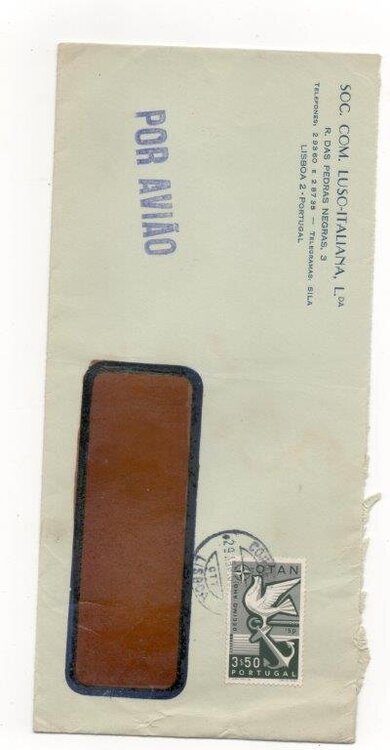 SOC. COM. LUSO-ITALIANA, L.DA
R. DAS PEDRAS NEGRAS, 3
TELEFONES: 2 93 60 E 2 87 38 — TELEGRAMAS: SILA
LISBOA 2 - PORTUGAL
POR AVIÃO
CTT
OTAN
3$50
PORTUGAL